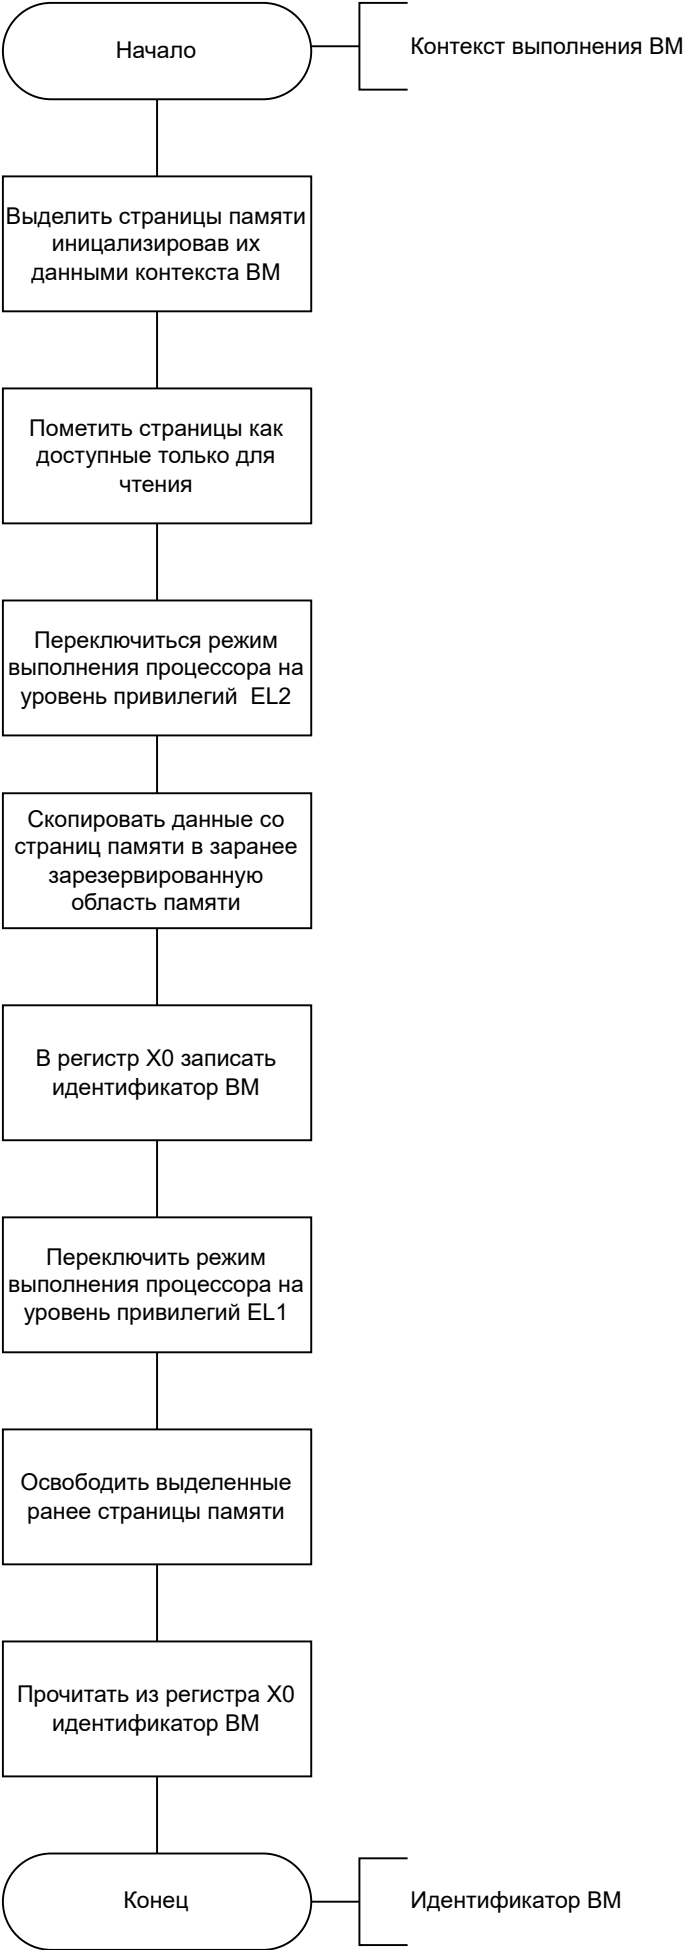 Начало
Контекст выполнения ВМ
Выделить страницы памяти
иницализировав их
данными контекста ВМ
Пометить страницы как
доступные только для
чтения
Переключиться режим
выполнения процессора на
уровень привилегий EL2
Скопировать данные со
страниц памяти в заранее
зарезервированную
область памяти
В регистр X0 записать
идентификатор ВМ
Переключить режим
выполнения процессора на
уровень привилегий EL1
Освободить выделенные
ранее страницы памяти
Прочитать из регистра X0
идентификатор ВМ
Конец
Идентификатор ВМ